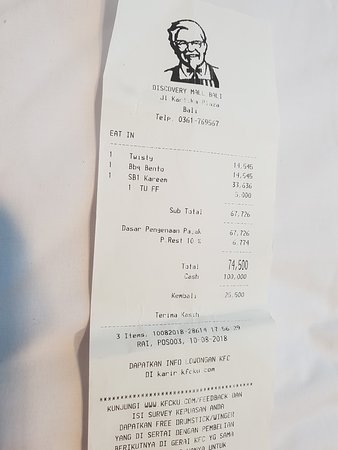 DISCOVERY MALL BALI
Jl Kartika Plaza
Bali
Telp. 0361-769567
EAT IN
1 Twisty 14,545
1 Bbq Bento 14,545
1 SB1 Kareem 33,636
1 TU FF 5,000
Sub Total 67,726
Dasar Pengenaan Pajak 67,726
P.Rest 10 % 6,774
Total 74,500
Cash 100,000
Kembali 25,500
Terima Kasih
3 Items, 10082018-28614 17:56:39
RAI, POS003, 10-08-2018
DAPATKAN INFO LOWONGAN KFC
DI karir.kfcku.com
KUNJUNGI WWW.KFCKU.COM/FEEDBACK DAN
ISI SURVEY KEPUASAN ANDA
DAPATKAN FREE DRUMSTICK/WINGER
YANG DI SERTAI DENGAN PEMBELIAN
BERIKUTNYA DI GERAI KFC YG SAMA
UNTUK